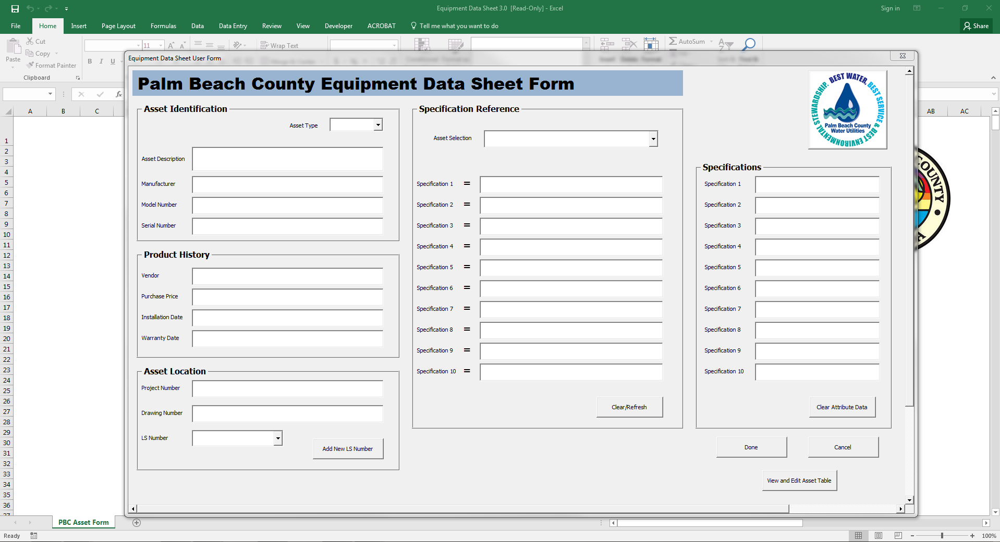 Equipment Data Sheet 3.0 [Read-Only] - Excel
Sign in
File
Home
Insert
Page Layout
Formulas
Data
Data Entry
Review
View
Developer
ACROBAT
Tell me what you want to do
Share
Paste
Cut
Copy
Format Painter
Clipboard
11
A A
B I U
Wrap Text
AutoSum
fx
A B C
AB AC
Equipment Data Sheet User Form
Palm Beach County Equipment Data Sheet Form
Asset Identification
Asset Type
Asset Description
Manufacturer
Model Number
Serial Number
Product History
Vendor
Purchase Price
Installation Date
Warranty Date
Asset Location
Project Number
Drawing Number
LS Number
Add New LS Number
Specification Reference
Asset Selection
Specification 1 =
Specification 2 =
Specification 3 =
Specification 4 =
Specification 5 =
Specification 6 =
Specification 7 =
Specification 8 =
Specification 9 =
Specification 10 =
Clear/Refresh
BEST WATER, BEST SERVICE & BEST ENVIRONMENTAL STEWARDSHIP.
Palm Beach County
Water Utilities
Specifications
Specification 1
Specification 2
Specification 3
Specification 4
Specification 5
Specification 6
Specification 7
Specification 8
Specification 9
Specification 10
Clear Attribute Data
Done
Cancel
View and Edit Asset Table
COUNTY
1
2
3
4
5
6
7
8
9
10
11
12
13
14
15
16
17
18
19
20
21
22
23
24
25
26
27
28
29
30
31
32
33
34
35
36
PBC Asset Form
Ready
100%